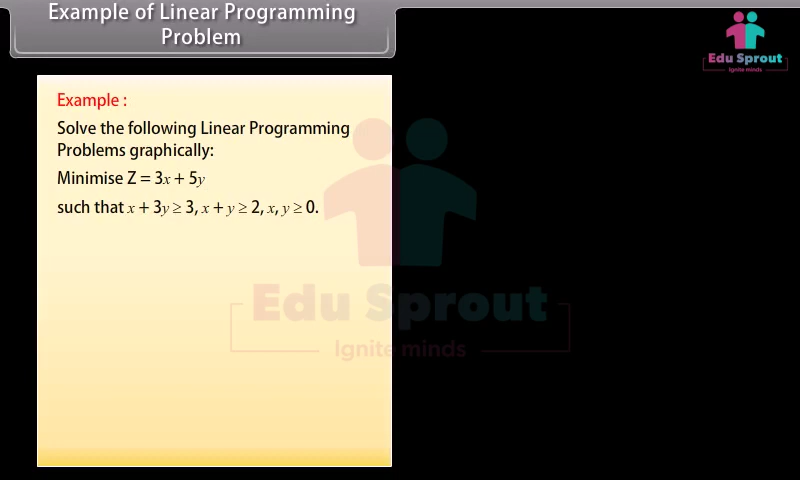 Example of Linear Programming
Problem
Edu Sprout
Ignite minds
Example :
Solve the following Linear Programming
Problems graphically:
Minimise Z = 3x + 5y
such that x + 3y ≥ 3, x + y ≥ 2, x, y ≥ 0.
Edu Sprout
Ignite minds